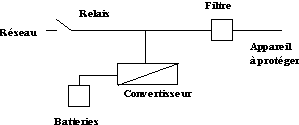 Filtre
Relais
Réseau
Appareil
à protéger
Convertisseur
Batteries